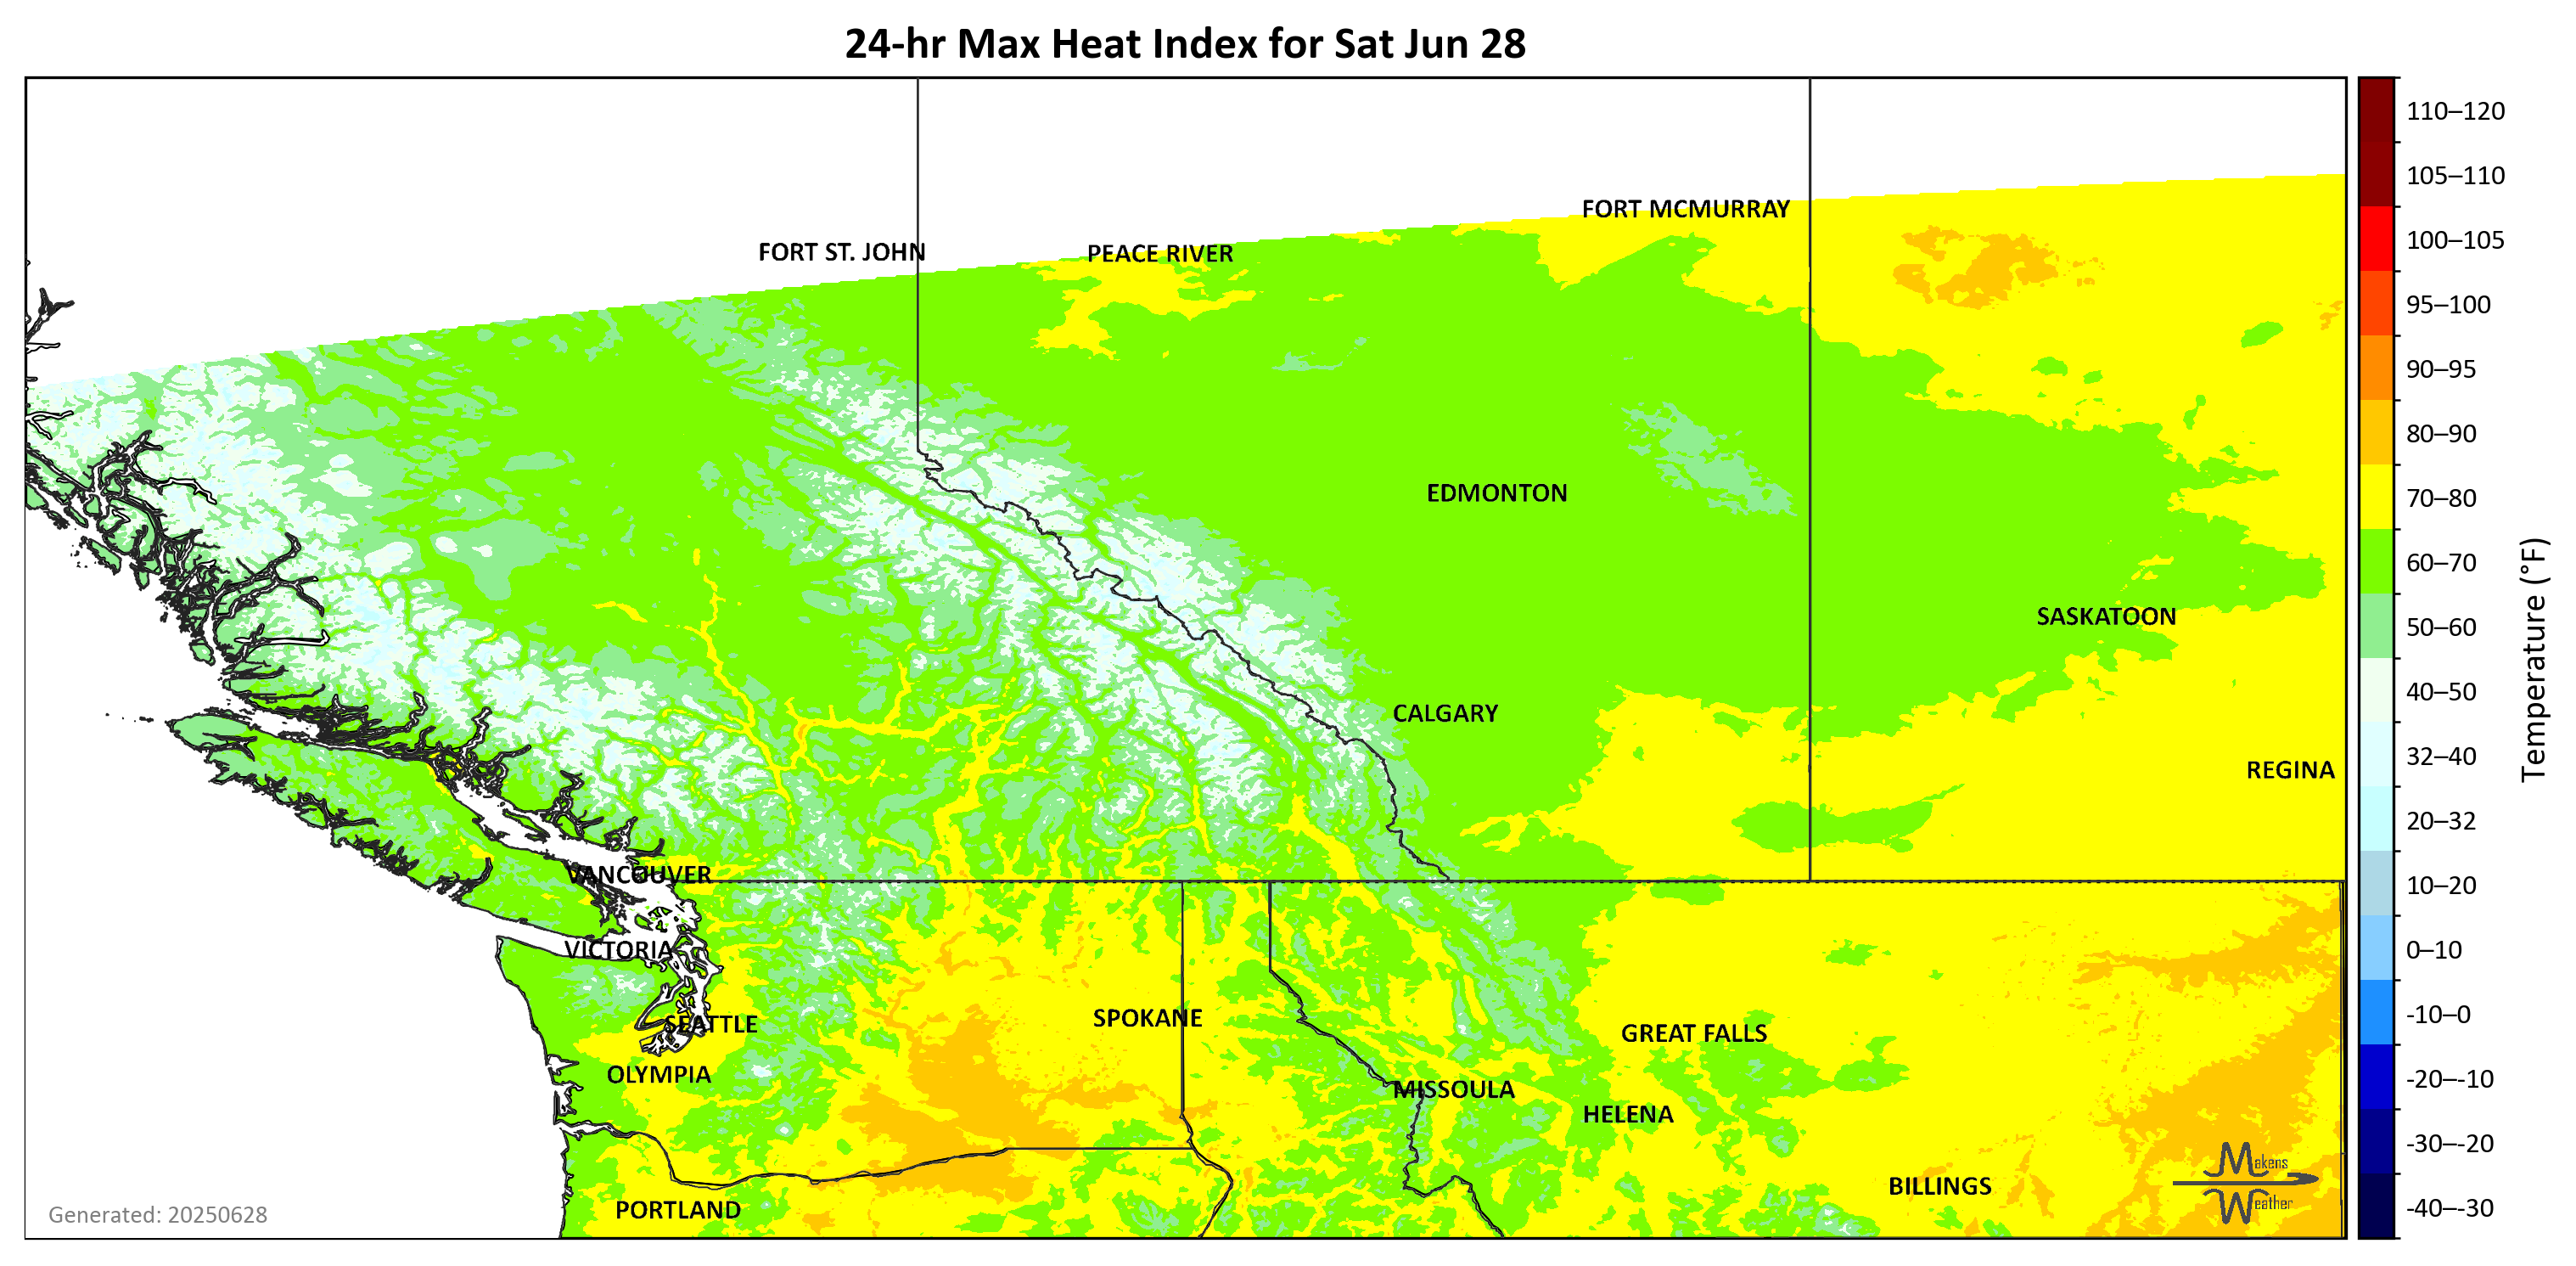 24-hr Max Heat Index for Sat Jun 28
FORT MCMURRAY
FORT ST. JOHN
PEACE RIVER
EDMONTON
SASKATOON
CALGARY
REGINA
VANCOUVER
VICTORIA
SEATTLE
SPOKANE
GREAT FALLS
OLYMPIA
MISSOULA
HELENA
BILLINGS
PORTLAND
Makens
Weather
Generated: 20250628
110–120
105–110
100–105
95–100
90–95
80–90
70–80
60–70
50–60
40–50
32–40
20–32
10–20
0–10
-10–0
-20–-10
-30–-20
-40–-30
Temperature (°F)